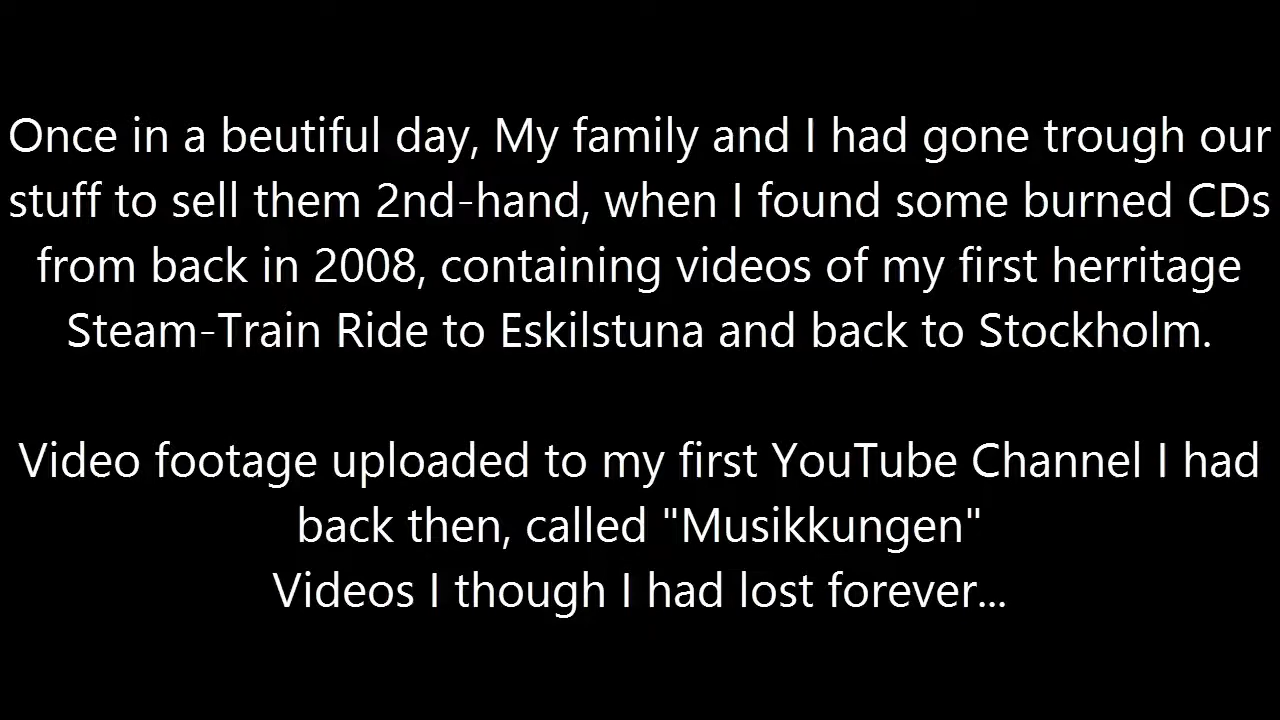 Once in a beutiful day, My family and I had gone trough our
stuff to sell them 2nd-hand, when I found some burned CDs
from back in 2008, containing videos of my first herritage
Steam-Train Ride to Eskilstuna and back to Stockholm.
Video footage uploaded to my first YouTube Channel I had
back then, called "Musikkungen"
Videos I though I had lost forever...